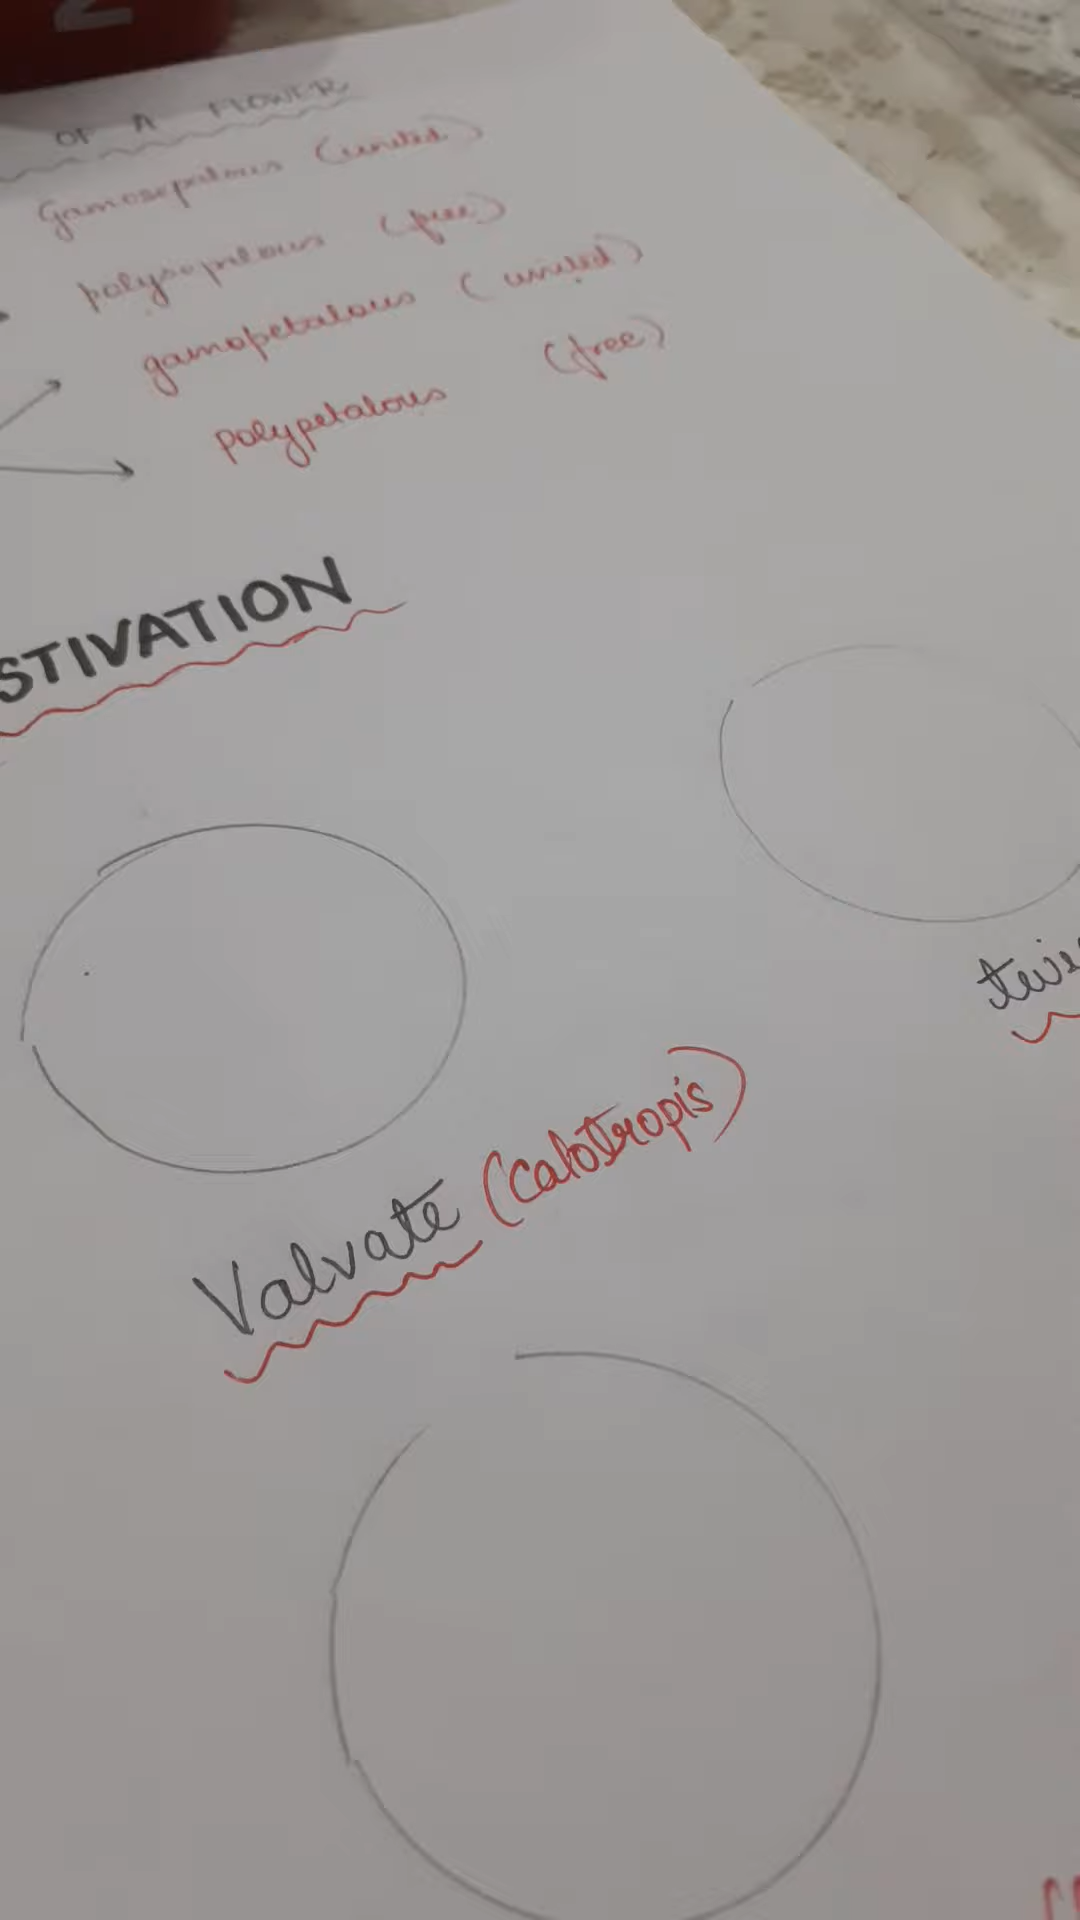 OF A FLOWER
Gamosepalous (united)
polysepalous (free)
gamopetalous (united)
polypetalous (free)
STIVATION
Valvate (calotropis)